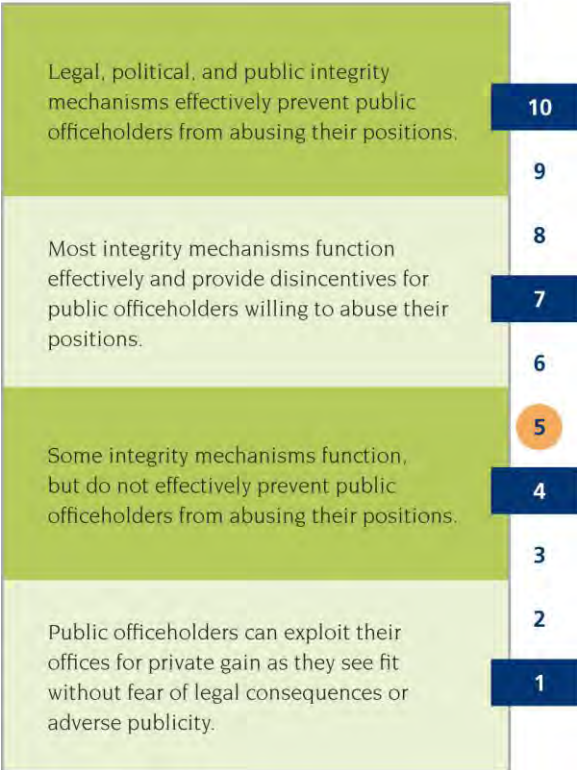 Legal, political, and public integrity
mechanisms effectively prevent public
officeholders from abusing their positions.
10
9
8
Most integrity mechanisms function
effectively and provide disincentives for
public officeholders willing to abuse their
positions.
7
6
5
Some integrity mechanisms function,
but do not effectively prevent public
officeholders from abusing their positions.
4
3
2
Public officeholders can exploit their
offices for private gain as they see fit
without fear of legal consequences or
adverse publicity.
1